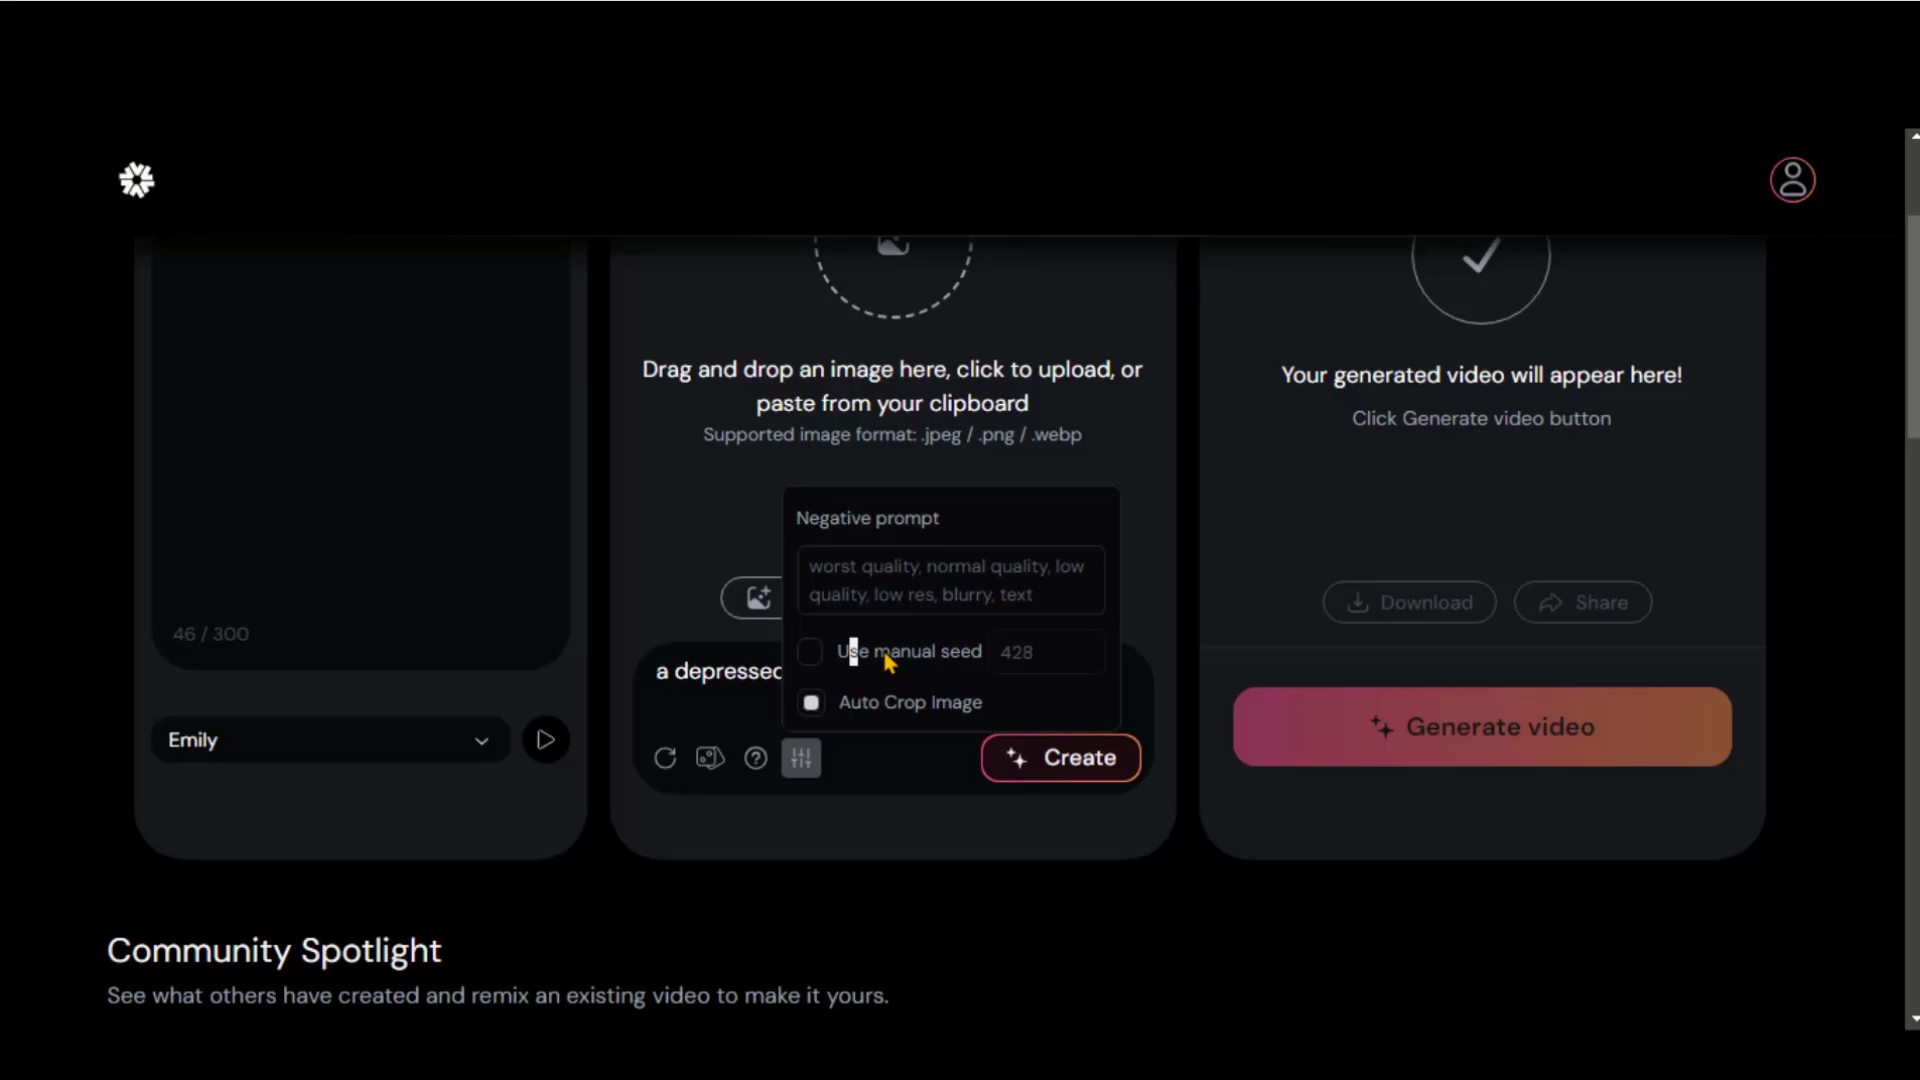 Drag and drop an image here, click to upload, or
paste from your clipboard
Supported image format: .jpeg / .png / .webp
Your generated video will appear here!
Click Generate video button
Negative prompt
worst quality, normal quality, low
quality, low res, blurry, text
Use manual seed 428
Auto Crop Image
46 / 300
a depressed
Emily
Create
Download
Share
Generate video
Community Spotlight
See what others have created and remix an existing video to make it yours.